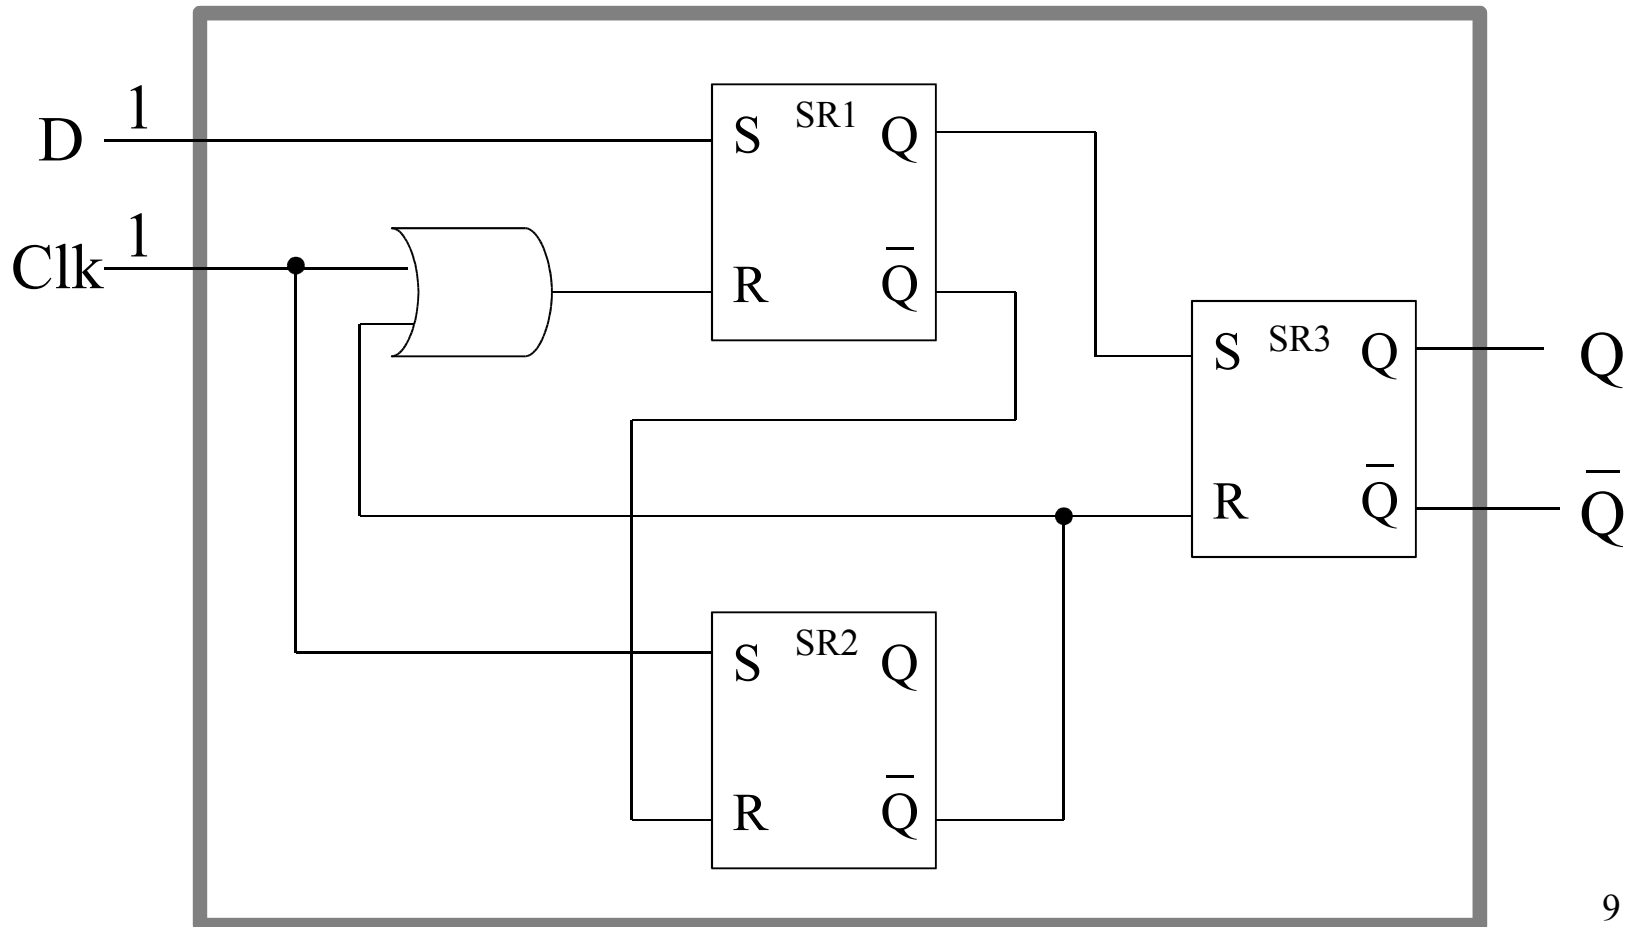 D 1
Clk 1
S SR1 Q
R Q̅
S SR3 Q
R Q̅
S SR2 Q
R Q̅
Q
Q̅
9